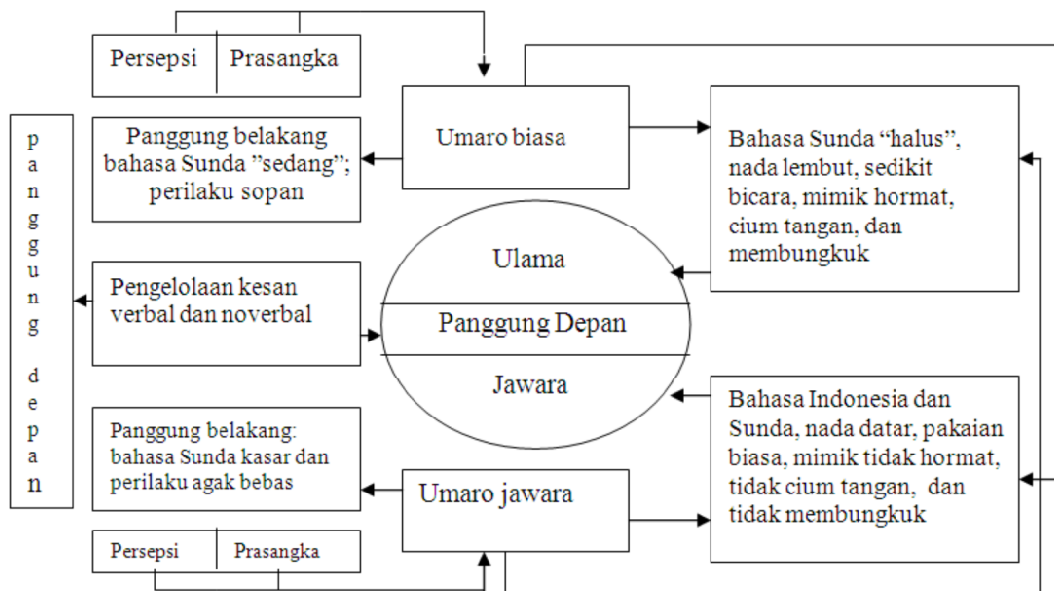 Persepsi Prasangka
panggung depan
Panggung belakang
bahasa Sunda ”sedang”;
perilaku sopan
Umaro biasa
Bahasa Sunda “halus”,
nada lembut, sedikit
bicara, mimik hormat,
cium tangan, dan
membungkuk
Pengelolaan kesan
verbal dan noverbal
Ulama
Panggung Depan
Jawara
Panggung belakang:
bahasa Sunda kasar dan
perilaku agak bebas
Umaro jawara
Bahasa Indonesia dan
Sunda, nada datar, pakaian
biasa, mimik tidak hormat,
tidak cium tangan, dan
tidak membungkuk
Persepsi Prasangka